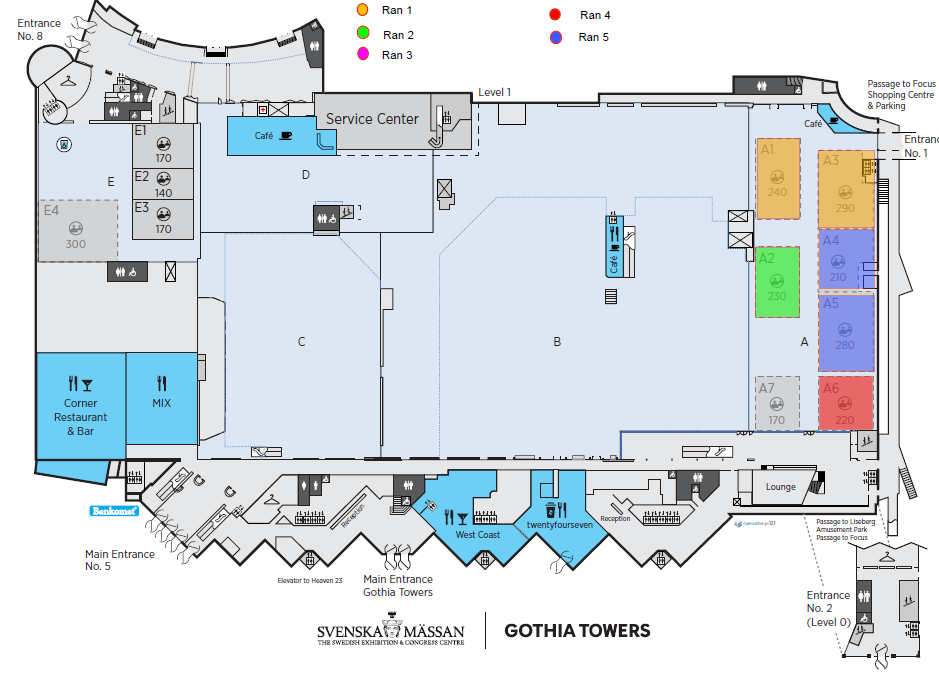 Ran 1
Ran 2
Ran 3
Ran 4
Ran 5
Entrance
No. 8
Level 1
Passage to Focus
Shopping Centre
& Parking
Entranc
No. 1
Café
Service Center
Café
E1
170
E2
140
E3
170
E
E4
300
D
C
B
A
Café
A1
240
A2
230
A3
290
A4
210
A5
280
A6
220
A7
170
Corner
Restaurant
& Bar
MIX
Bankomat
Reception
West Coast
twentyfourseven
Reception
Lounge
Main Entrance
No. 5
Elevator to Heaven 23
Main Entrance
Gothia Towers
Passage to Liseberg
Amusement Park
Passage to Focus
Entrance
No. 2
(Level 0)
SVENSKA MÄSSAN
THE SWEDISH EXHIBITION & CONGRESS CENTRE
GOTHIA TOWERS